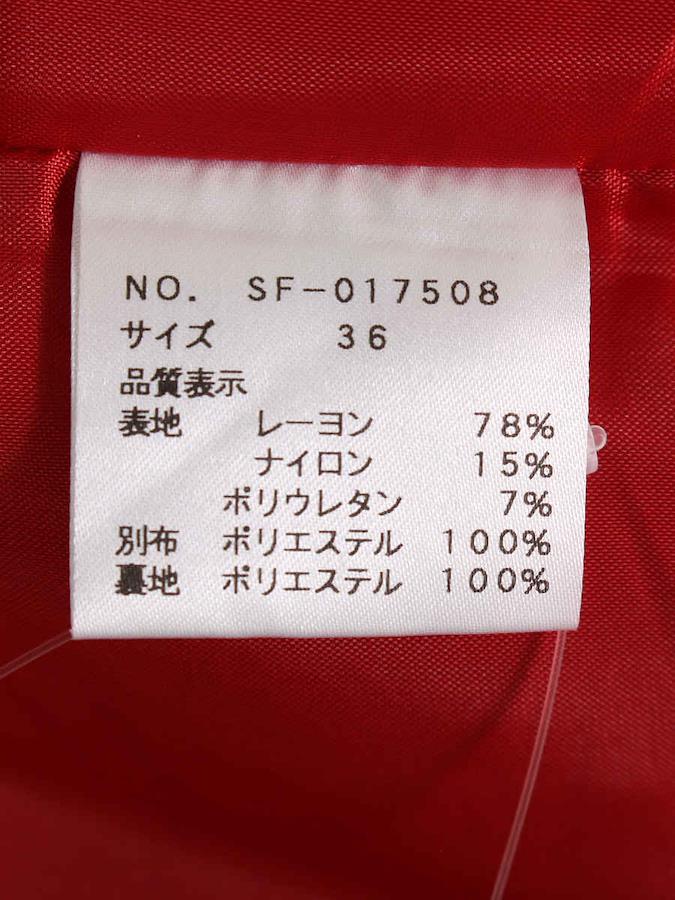 NO. SF-017508
サイズ 36
品質表示
表地 レーヨン 78%
ナイロン 15%
ポリウレタン 7%
別布 ポリエステル 100%
裏地 ポリエステル 100%